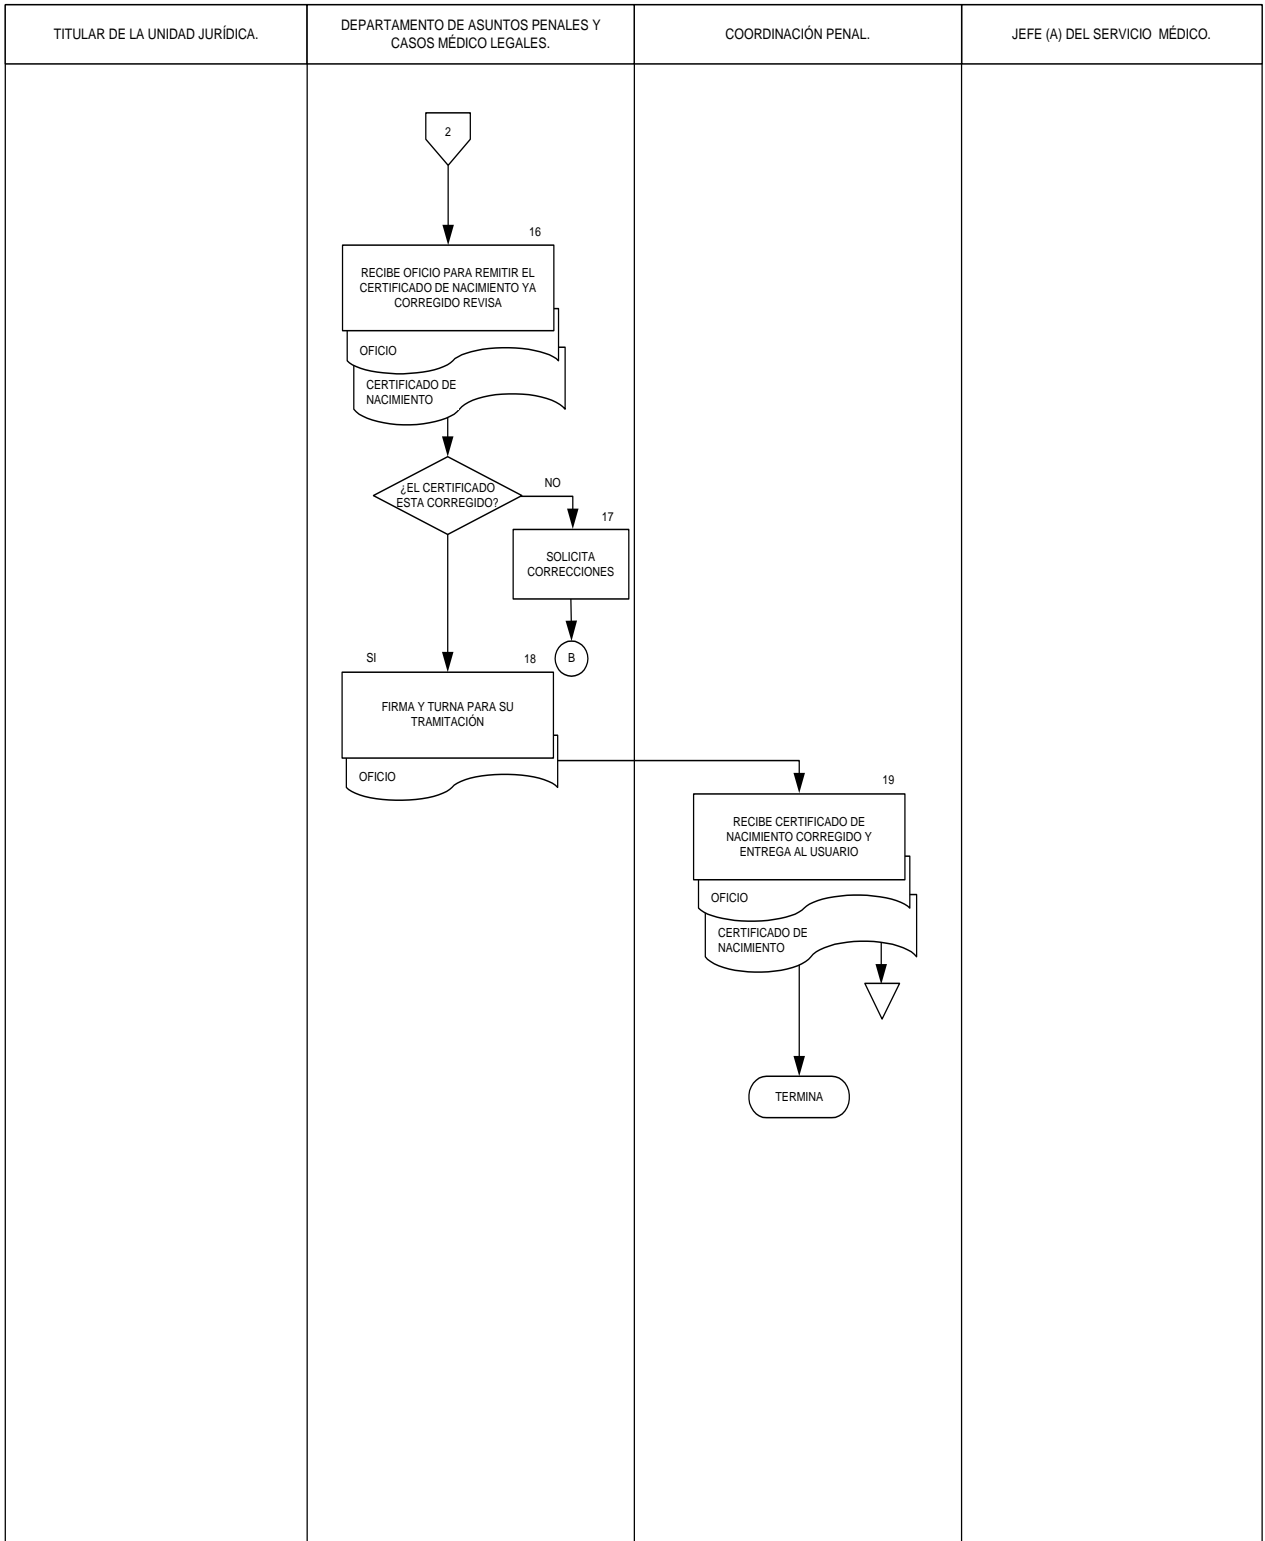 TITULAR DE LA UNIDAD JURÍDICA.
DEPARTAMENTO DE ASUNTOS PENALES Y
CASOS MÉDICO LEGALES.
COORDINACIÓN PENAL.
JEFE (A) DEL SERVICIO MÉDICO.
2
16
RECIBE OFICIO PARA REMITIR EL
CERTIFICADO DE NACIMIENTO YA
CORREGIDO REVISA
OFICIO
CERTIFICADO DE
NACIMIENTO
¿EL CERTIFICADO
ESTA CORREGIDO?
NO
17
SOLICITA
CORRECCIONES
B
SI
18
FIRMA Y TURNA PARA SU
TRAMITACIÓN
OFICIO
19
RECIBE CERTIFICADO DE
NACIMIENTO CORREGIDO Y
ENTREGA AL USUARIO
OFICIO
CERTIFICADO DE
NACIMIENTO
TERMINA